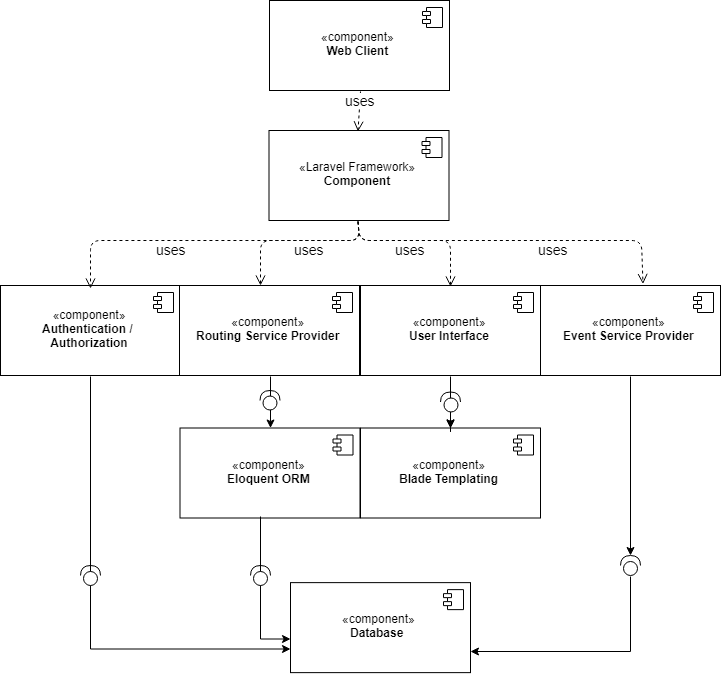 «component»
Web Client
uses
«Laravel Framework»
Component
uses
uses
uses
uses
«component»
Authentication /
Authorization
«component»
Routing Service Provider
«component»
User Interface
«component»
Event Service Provider
«component»
Eloquent ORM
«component»
Blade Templating
«component»
Database